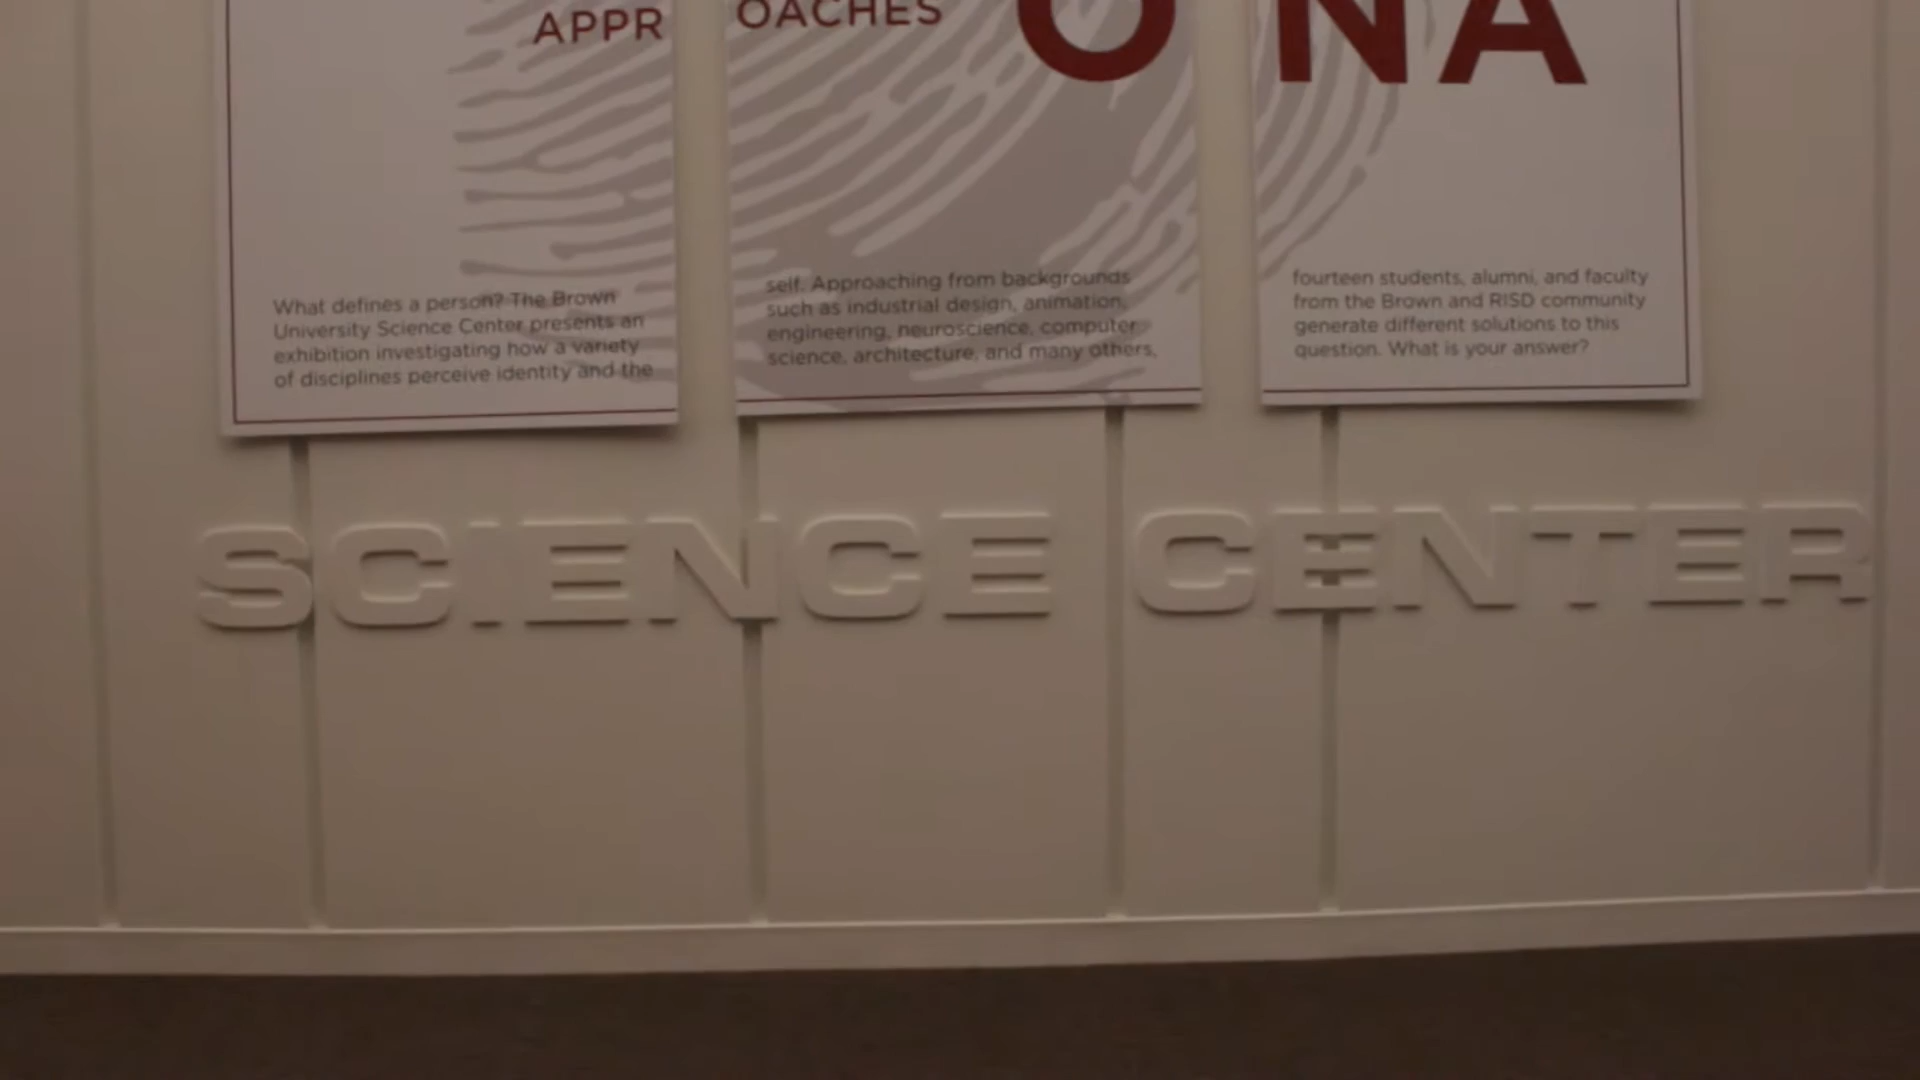 APPROACHES
O NA
What defines a person? The Brown
University Science Center presents an
exhibition investigating how a variety
of disciplines perceive identity and the
self. Approaching from backgrounds
such as industrial design, animation,
engineering, neuroscience, computer
science, architecture, and many others,
fourteen students, alumni, and faculty
from the Brown and RISD community
generate different solutions to this
question. What is your answer?
SCIENCE CENTER